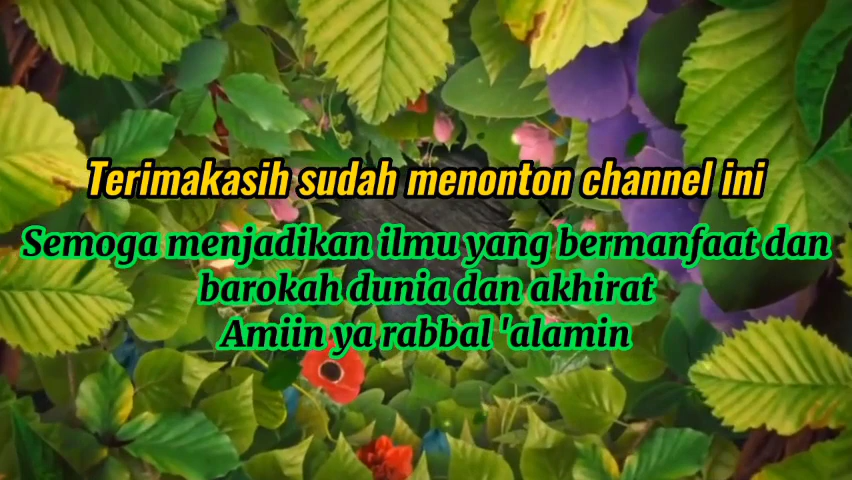 Terimakasih sudah menonton channel ini
Semoga menjadikan ilmu yang bermanfaat dan
barokah dunia dan akhirat
Amiin ya rabbal 'alamin